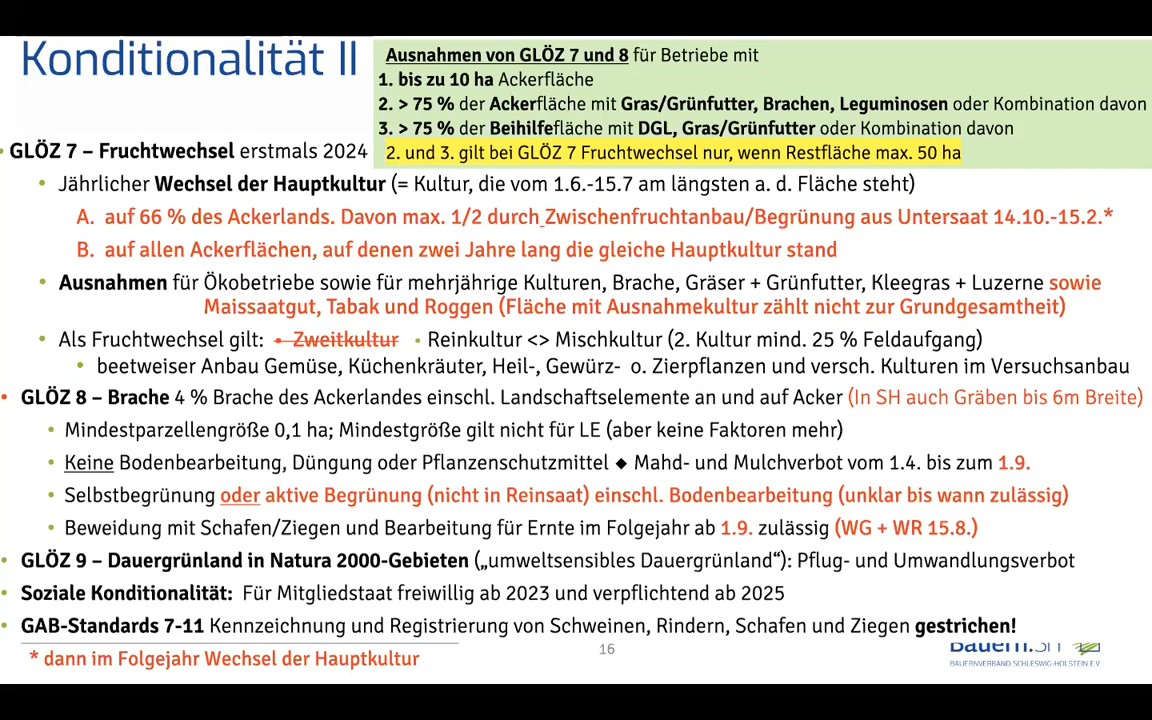 Konditionalität II
Ausnahmen von GLÖZ 7 und 8 für Betriebe mit
1. bis zu 10 ha Ackerfläche
2. > 75 % der Ackerfläche mit Gras/Grünfutter, Brachen, Leguminosen oder Kombination davon
3. > 75 % der Beihilfefläche mit DGL, Gras/Grünfutter oder Kombination davon
2. und 3. gilt bei GLÖZ 7 Fruchtwechsel nur, wenn Restfläche max. 50 ha
• GLÖZ 7 – Fruchtwechsel erstmals 2024
• Jährlicher Wechsel der Hauptkultur (= Kultur, die vom 1.6.-15.7 am längsten a. d. Fläche steht)
A. auf 66 % des Ackerlands. Davon max. 1/2 durch Zwischenfruchtanbau/Begrünung aus Untersaat 14.10.-15.2.*
B. auf allen Ackerflächen, auf denen zwei Jahre lang die gleiche Hauptkultur stand
• Ausnahmen für Ökobetriebe sowie für mehrjährige Kulturen, Brache, Gräser + Grünfutter, Kleegras + Luzerne sowie
Maissaatgut, Tabak und Roggen (Fläche mit Ausnahmekultur zählt nicht zur Grundgesamtheit)
• Als Fruchtwechsel gilt: • Zweitkultur • Reinkultur <> Mischkultur (2. Kultur mind. 25 % Feldaufgang)
• beetweiser Anbau Gemüse, Küchenkräuter, Heil-, Gewürz- o. Zierpflanzen und versch. Kulturen im Versuchsanbau
• GLÖZ 8 – Brache 4 % Brache des Ackerlandes einschl. Landschaftselemente an und auf Acker (In SH auch Gräben bis 6m Breite)
• Mindestparzellengröße 0,1 ha; Mindestgröße gilt nicht für LE (aber keine Faktoren mehr)
• Keine Bodenbearbeitung, Düngung oder Pflanzenschutzmittel ◆ Mahd- und Mulchverbot vom 1.4. bis zum 1.9.
• Selbstbegrünung oder aktive Begrünung (nicht in Reinsaat) einschl. Bodenbearbeitung (unklar bis wann zulässig)
• Beweidung mit Schafen/Ziegen und Bearbeitung für Ernte im Folgejahr ab 1.9. zulässig (WG + WR 15.8.)
• GLÖZ 9 – Dauergrünland in Natura 2000-Gebieten („umweltsensibles Dauergrünland“): Pflug- und Umwandlungsverbot
• Soziale Konditionalität: Für Mitgliedstaat freiwillig ab 2023 und verpflichtend ab 2025
• GAB-Standards 7-11 Kennzeichnung und Registrierung von Schweinen, Rindern, Schafen und Ziegen gestrichen!
* dann im Folgejahr Wechsel der Hauptkultur
16
Bauern.SH
BAUERNVERBAND SCHLESWIG-HOLSTEIN E.V.